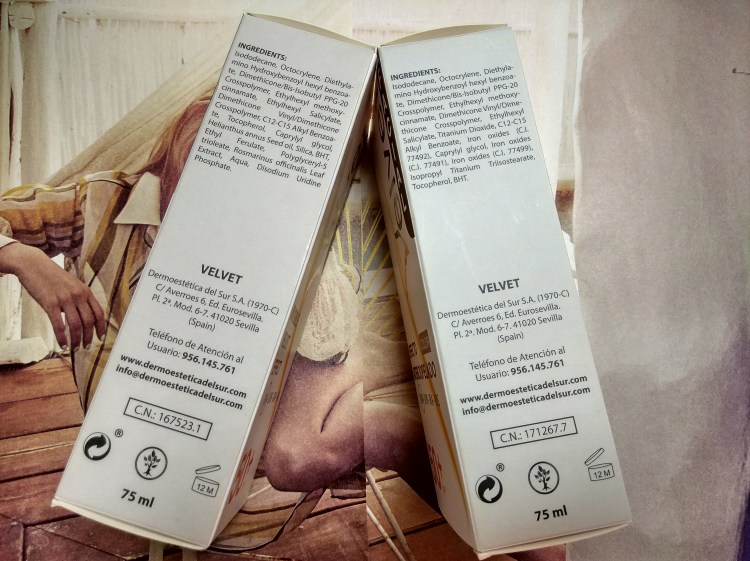 INGREDIENTS:
Isododecane, Octocrylene, Diethyla-
mino Hydroxybenzoyl hexyl benzoa-
te, Dimethicone/Bis-Isobutyl PPG-20
Crosspolymer, Ethylhexyl methoxy-
cinnamate, Ethylhexyl Salicylate,
Dimethicone Vinyl/Dimethicone
Crosspolymer, C12-C15 Alkyl Benzoa-
te, Tocopherol, Caprylyl glycol,
Helianthus annus Seed oil, Silica, BHT,
Ethyl Ferulate, Polyglyceryl-5
trioleate, Rosmarinus officinalis Leaf
Extract, Aqua, Disodium Uridine
Phosphate.
VELVET
Dermoestética del Sur S.A. (1970-C)
C/ Averroes 6, Ed. Eurosevilla,
Pl. 2ª, Mod. 6-7. 41020 Sevilla
(Spain)
Teléfono de Atención al
Usuario: 956.145.761
www.dermoesteticadelsur.com
info@dermoesteticadelsur.com
C.N.: 167523.1
®
12 M
75 ml
INGREDIENTS:
Isododecane, Octocrylene, Diethyla-
mino Hydroxybenzoyl hexyl benzoa-
te, Dimethicone/Bis-Isobutyl PPG-20
Crosspolymer, Ethylhexyl methoxy-
cinnamate, Dimethicone Vinyl/Dime-
thicone Crosspolymer, Ethylhexyl
Salicylate, Titanium Dioxide, C12-C15
Alkyl Benzoate, Iron oxides (C.I.
77492), Caprylyl glycol, Iron oxides
(C.I. 77491), Iron oxides (C.I. 77499),
Isopropyl Titanium Triisostearate,
Tocopherol, BHT.
VELVET
Dermoestética del Sur S.A. (1970-C)
C/ Averroes 6, Ed. Eurosevilla,
Pl. 2ª, Mod. 6-7. 41020 Sevilla
(Spain)
Teléfono de Atención al
Usuario: 956.145.761
www.dermoesteticadelsur.com
info@dermoesteticadelsur.com
C.N.: 171267.7
®
12 M
75 ml